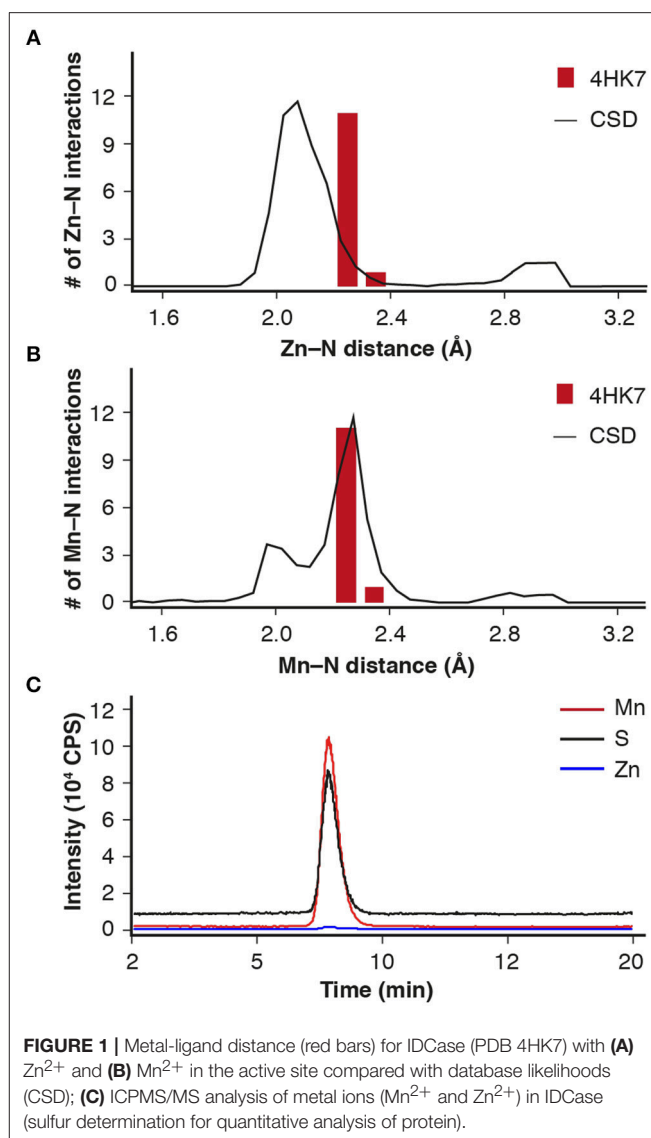 A
# of Zn–N interactions
12
9
6
3
0
4HK7
CSD
1.6 2.0 2.4 2.8 3.2
Zn–N distance (Å)
B
# of Mn–N interactions
12
9
6
3
0
4HK7
CSD
1.6 2.0 2.4 2.8 3.2
Mn–N distance (Å)
C
Intensity (10⁴ CPS)
12
10
8
6
4
2
0
Mn
S
Zn
2 5 10 12 20
Time (min)
FIGURE 1 | Metal-ligand distance (red bars) for IDCase (PDB 4HK7) with (A)
Zn²⁺ and (B) Mn²⁺ in the active site compared with database likelihoods
(CSD); (C) ICPMS/MS analysis of metal ions (Mn²⁺ and Zn²⁺) in IDCase
(sulfur determination for quantitative analysis of protein).